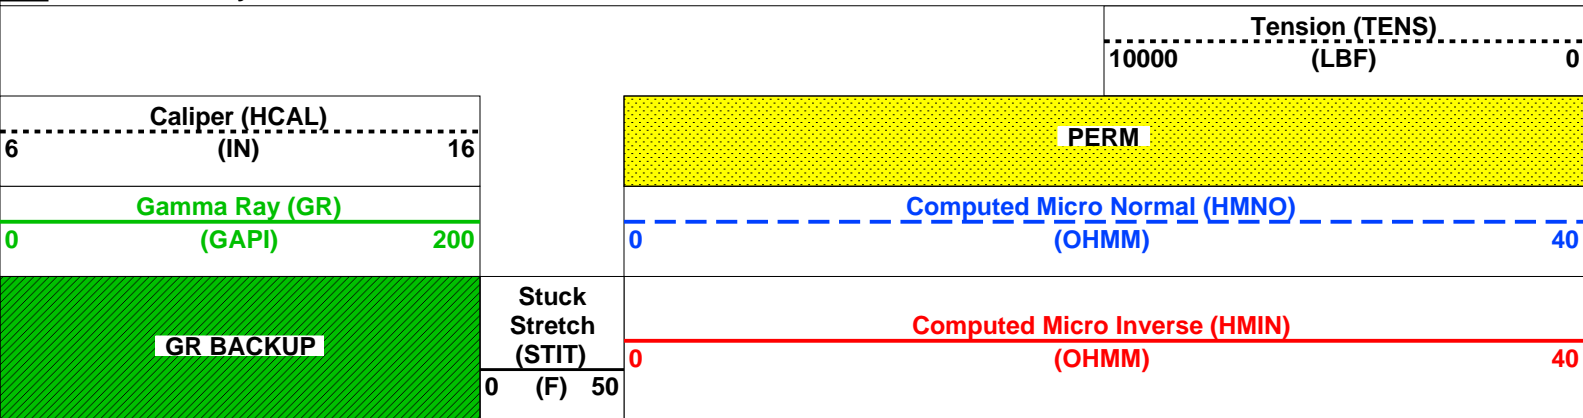 Tension (TENS)
10000 (LBF) 0
Caliper (HCAL)
6 (IN) 16
PERM
Gamma Ray (GR)
0 (GAPI) 200
Computed Micro Normal (HMNO)
0 (OHMM) 40
GR BACKUP
Stuck
Stretch
(STIT)
0 (F) 50
Computed Micro Inverse (HMIN)
0 (OHMM) 40